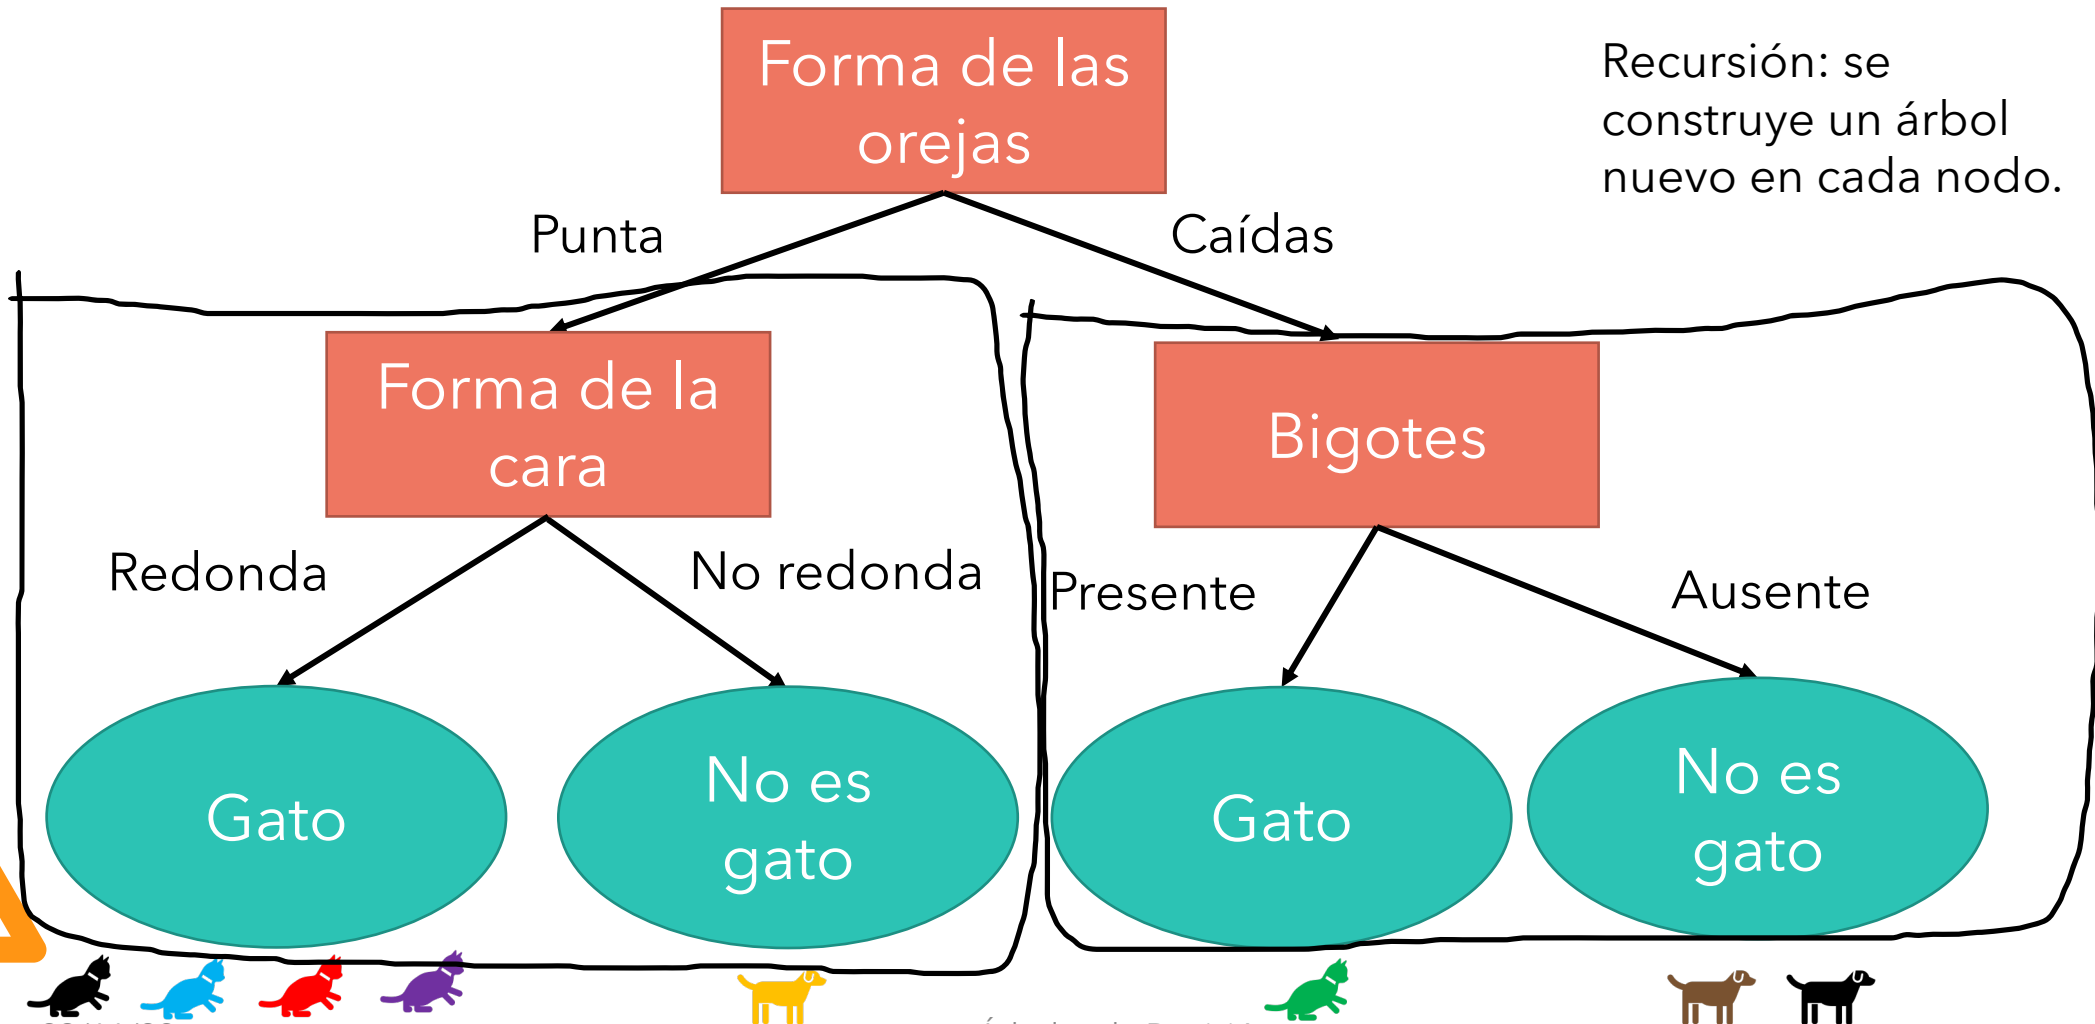 Forma de las
orejas
Recursión: se
construye un árbol
nuevo en cada nodo.
Punta
Caídas
Forma de la
cara
Bigotes
Redonda
No redonda
Presente
Ausente
Gato
No es
gato
Gato
No es
gato